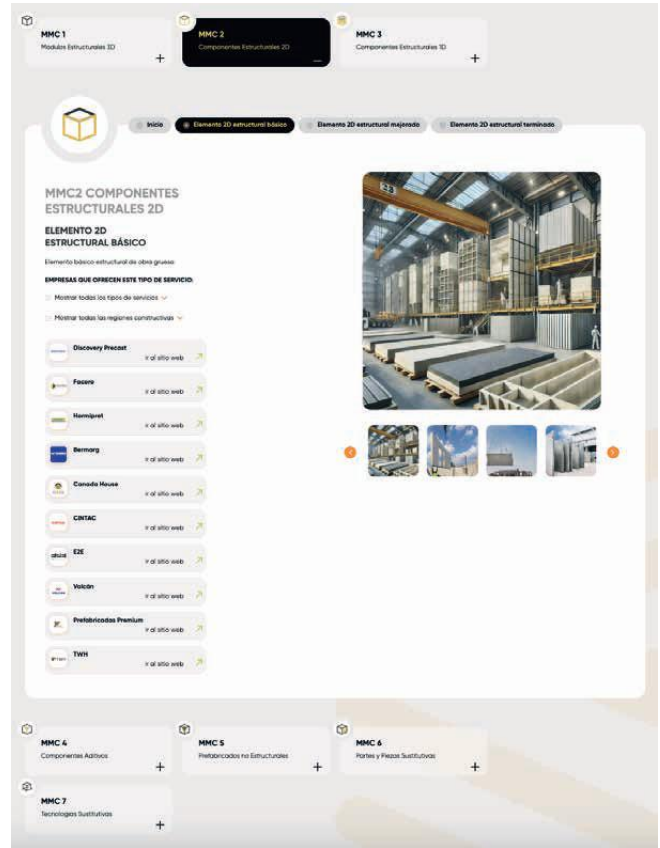 MMC 1
Modulos Estructurales 3D
MMC 2
Componentes Estructurales 2D
MMC 3
Componentes Estructurales 1D
Inicio
Elemento 2D estructural básico
Elemento 2D estructural mejorado
Elemento 2D estructural terminado
MMC2 COMPONENTES
ESTRUCTURALES 2D
ELEMENTO 2D
ESTRUCTURAL BÁSICO
Elemento básico estructural de obra gruesa
EMPRESAS QUE OFRECEN ESTE TIPO DE SERVICIO:
Mostrar todas los tipos de servicios
Mostrar todas las regiones constructivas
Discovery Precast
Ir al sitio web
Facere
Ir al sitio web
Hormipret
Ir al sitio web
Bermarg
Ir al sitio web
Canada House
Ir al sitio web
CINTAC
Ir al sitio web
E2E
Ir al sitio web
Volcán
Ir al sitio web
Prefabricadas Premium
Ir al sitio web
TWH
Ir al sitio web
23
MMC 4
Componentes Aditivos
MMC 5
Prefabricados no Estructurales
MMC 6
Partes y Piezas Sustitutivas
MMC 7
Tecnologías Sustitutivas